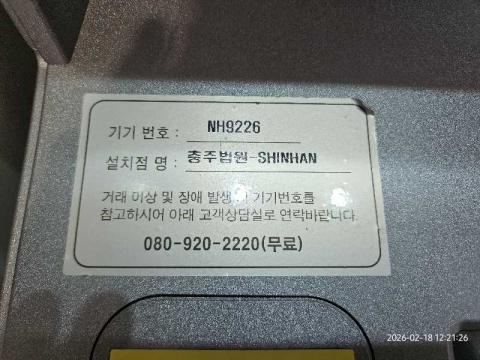 기기 번호 : NH9226
설치점 명 : 충주법원-SHINHAN
거래 이상 및 장애 발생 시 기기번호를
참고하시어 아래 고객상담실로 연락바랍니다.
080-920-2220(무료)
2026-02-18 12:21:26